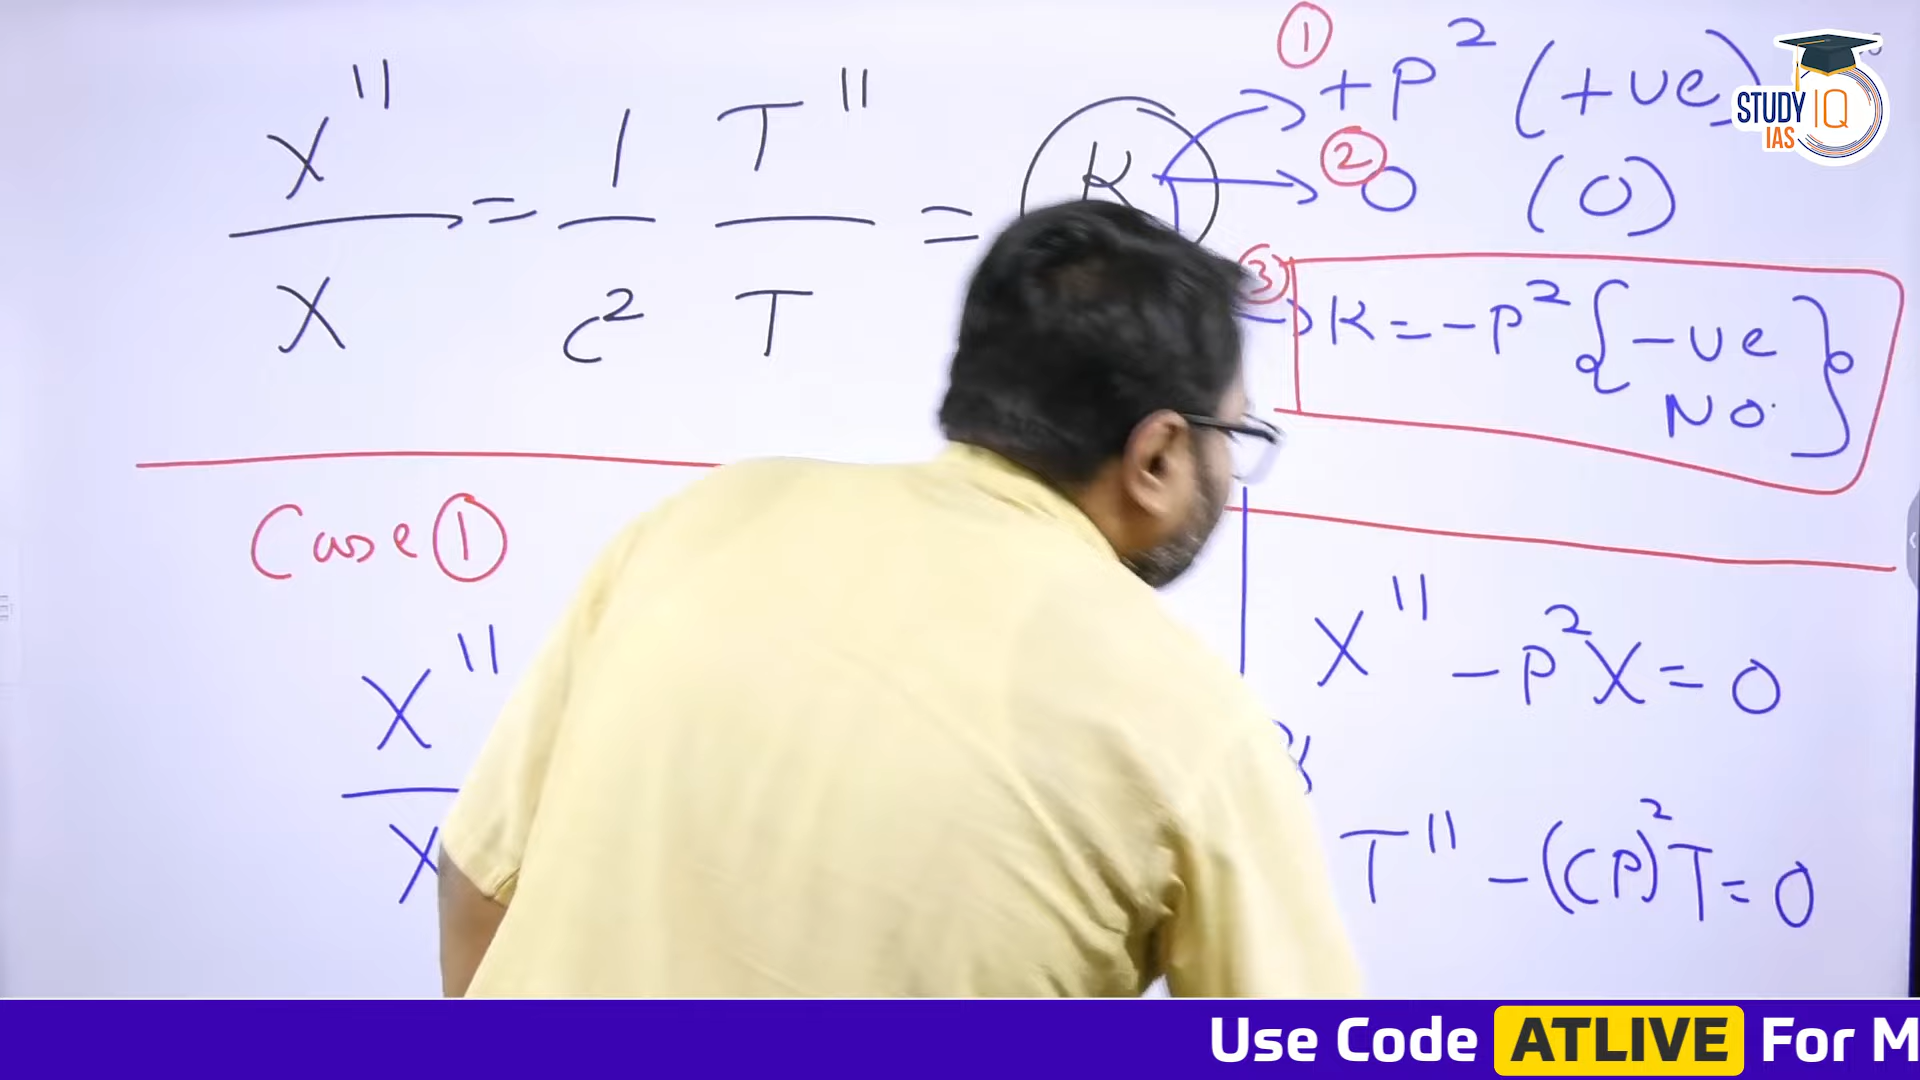 X'' / X = 1 / c² T'' / T = K
① +P² (+ve)
② 0 (0)
③ K = -P² {-ve
No.}
Case ①
X''
X
X'' - P²X = 0
&
T'' - (CP)²T = 0
STUDY IQ
IAS
Use Code ATLIVE For M